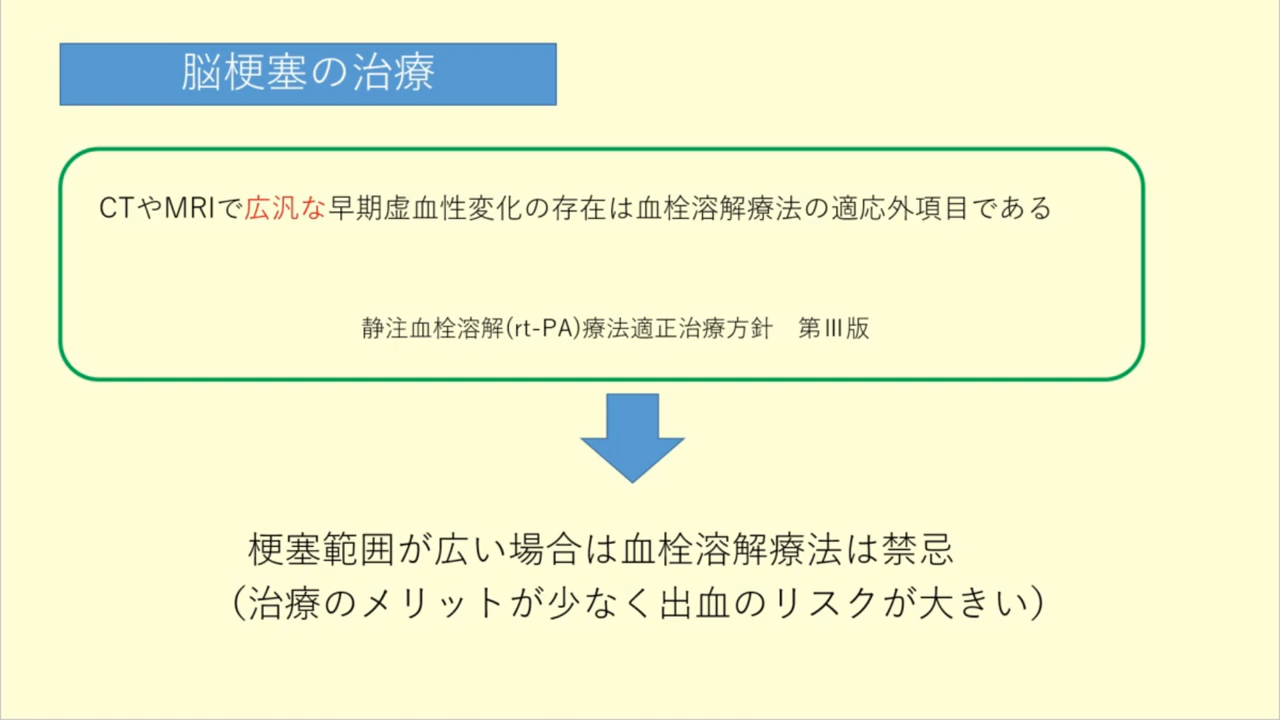 脳梗塞の治療
CTやMRIで広汎な早期虚血性変化の存在は血栓溶解療法の適応外項目である
静注血栓溶解(rt-PA)療法適正治療方針　第Ⅲ版
梗塞範囲が広い場合は血栓溶解療法は禁忌
（治療のメリットが少なく出血のリスクが大きい）